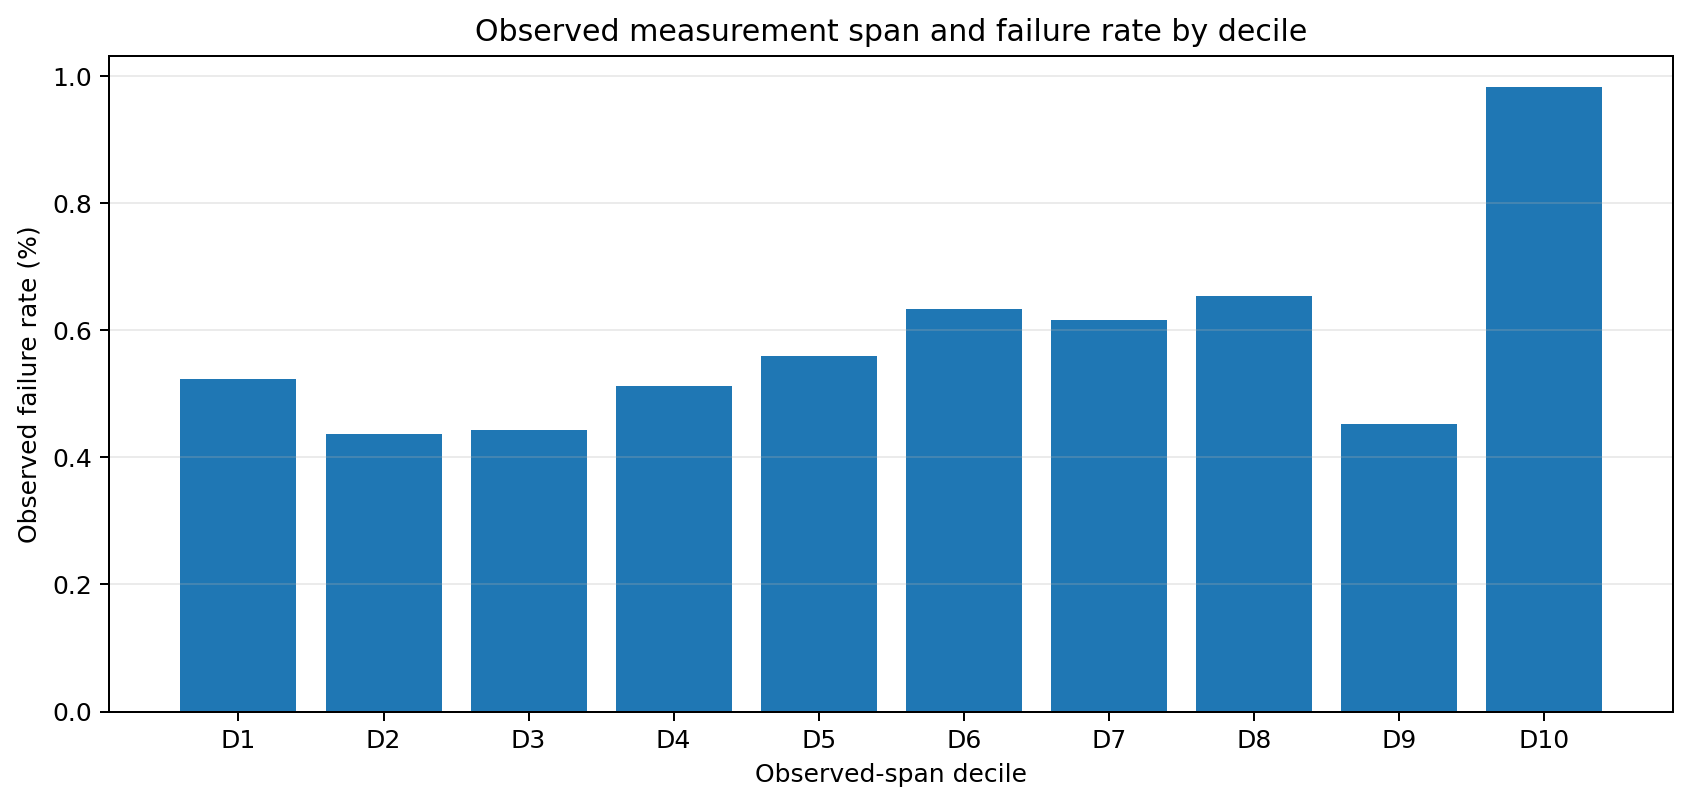 Observed measurement span and failure rate by decile
Observed failure rate (%)
1.0
0.8
0.6
0.4
0.2
0.0
D1 D2 D3 D4 D5 D6 D7 D8 D9 D10
Observed-span decile